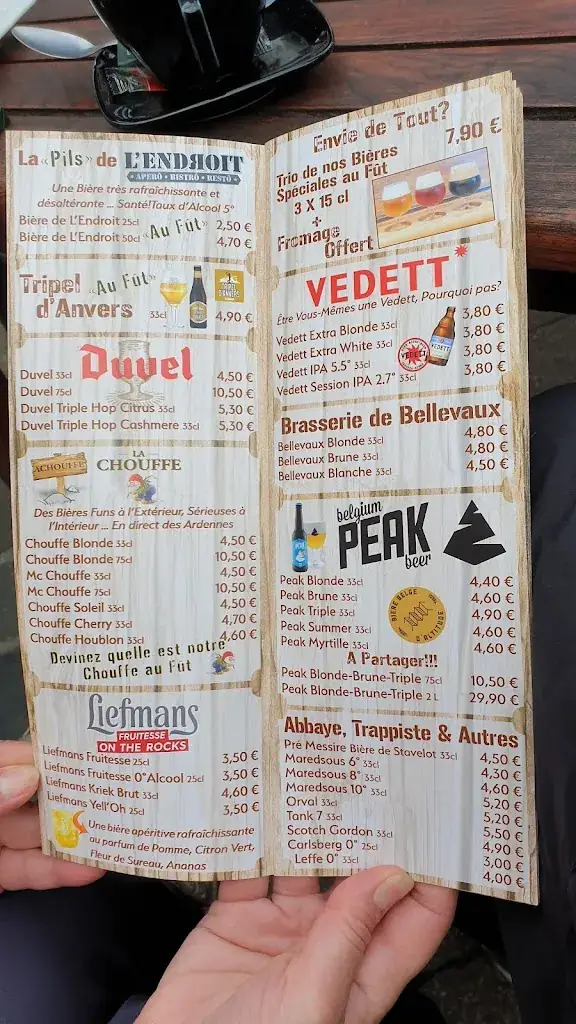 La «Pils» de L'ENDROIT
• APÉRO • BISTRO • RESTO •
Une Bière très rafraîchissante et
désaltérante ... Santé!Taux d'Alcool 5°
Bière de L'Endroit 25cl «Au Fût» 2,50 €
Bière de L'Endroit 50cl 4,70 €
Tripel «Au Fût»
d'Anvers 33cl 4,90 €
Duvel
Duvel 33cl 4,50 €
Duvel 75cl 10,50 €
Duvel Triple Hop Citrus 33cl 5,30 €
Duvel Triple Hop Cashmere 33cl 5,30 €
ACHOUFFE
LA
CHOUFFE
Des Bières Funs à l'Extérieur, Sérieuses à
l'Intérieur ... En direct des Ardennes
Chouffe Blonde 33cl 4,50 €
Chouffe Blonde 75cl 10,50 €
Mc Chouffe 33cl 4,50 €
Mc Chouffe 75cl 10,50 €
Chouffe Soleil 33cl 4,50 €
Chouffe Cherry 33cl 4,70 €
Chouffe Houblon 33cl 4,60 €
Devinez quelle est notre
Chouffe au Fût
Liefmans
FRUITESSE
ON THE ROCKS
Liefmans Fruitesse 25cl 3,50 €
Liefmans Fruitesse 0°Alcool 25cl 3,50 €
Liefmans Kriek Brut 33cl 4,60 €
Liefmans Yell'Oh 25cl 3,50 €
Une bière apéritive rafraîchissante
au parfum de Pomme, Citron Vert,
Fleur de Sureau, Ananas
Envie de Tout?
7,90 €
Trio de nos Bières
Spéciales au Fût
3 X 15 cl
+
Fromage
Offert
VEDETT
Être Vous-Mêmes une Vedett, Pourquoi pas?
Vedett Extra Blonde 33cl 3,80 €
Vedett Extra White 33cl 3,80 €
Vedett IPA 5.5° 33cl 3,80 €
Vedett Session IPA 2.7° 33cl 3,80 €
VEDETT
VEDETT
Brasserie de Bellevaux
Bellevaux Blonde 33cl 4,80 €
Bellevaux Brune 33cl 4,80 €
Bellevaux Blanche 33cl 4,50 €
belgium
PEAK
beer
Peak Blonde 33cl 4,40 €
Peak Brune 33cl 4,60 €
Peak Triple 33cl 4,90 €
Peak Summer 33cl 4,60 €
Peak Myrtille 33cl 4,60 €
BIÈRE BELGE
D'ALTITUDE
A Partager!!!
Peak Blonde-Brune-Triple 75cl 10,50 €
Peak Blonde-Brune-Triple 2 L 29,90 €
Abbaye, Trappiste & Autres
Pré Messire Bière de Stavelot 33cl 4,50 €
Maredsous 6° 33cl 4,30 €
Maredsous 8° 33cl 4,60 €
Maredsous 10° 33cl 5,20 €
Orval 33cl 5,20 €
Tank 7 33cl 5,50 €
Scotch Gordon 33cl 4,90 €
Carlsberg 0° 25cl 3,00 €
Leffe 0° 33cl 4,00 €